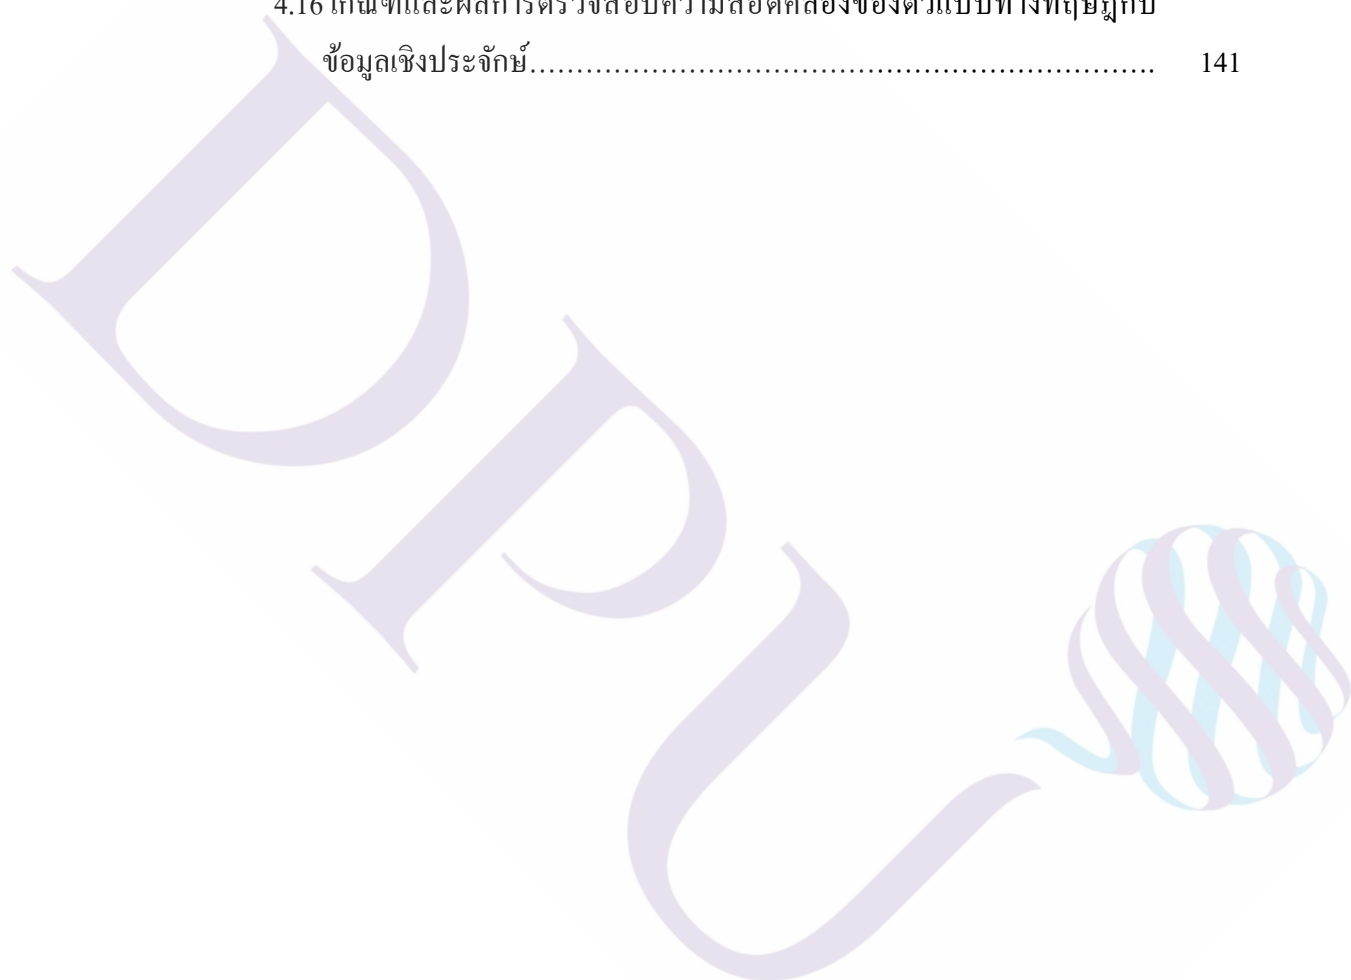 4.16 เกณฑ์และผลการตรวจสอบความสอดคล้องของตัวแบบทางทฤษฎีกับ
ข้อมูลเชิงประจักษ์…………………………………………………………… 141
DPU